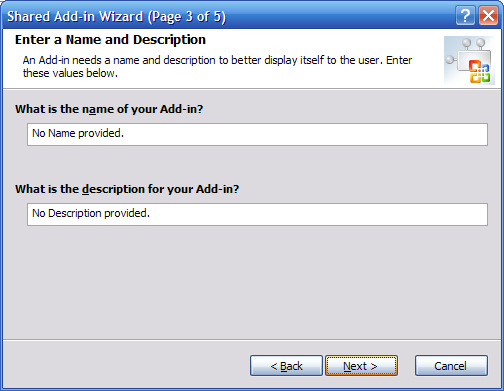 Shared Add-in Wizard (Page 3 of 5)
Enter a Name and Description
An Add-in needs a name and description to better display itself to the user. Enter
these values below.
What is the name of your Add-in?
No Name provided.
What is the description for your Add-in?
No Description provided.
< Back Next > Cancel